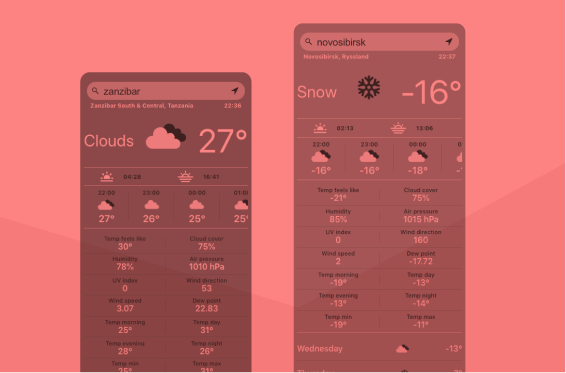 zanzibar
Zanzibar South & Central, Tanzania 22:36
Clouds 27°
04:28 16:41
22:00 23:00 00:00 01:0
27° 26° 25° 25°
Temp feels like Cloud cover
30° 75%
Humidity Air pressure
78% 1010 hPa
UV index Wind direction
0 53
Wind speed Dew point
3.07 22.83
Temp morning Temp day
25° 31°
Temp evening Temp night
28° 26°
Temp min Temp max
25° 31°
novosibirsk
Novosibirsk, Ryssland 22:37
Snow -16°
02:13 13:06
22:00 23:00 00:00
-16° -16° -18° -
Temp feels like Cloud cover
-21° 75%
Humidity Air pressure
85% 1015 hPa
UV index Wind direction
0 160
Wind speed Dew point
2 -17.72
Temp morning Temp day
-19° -13°
Temp evening Temp night
-13° -14°
Temp min Temp max
-19° -11°
Wednesday -13°